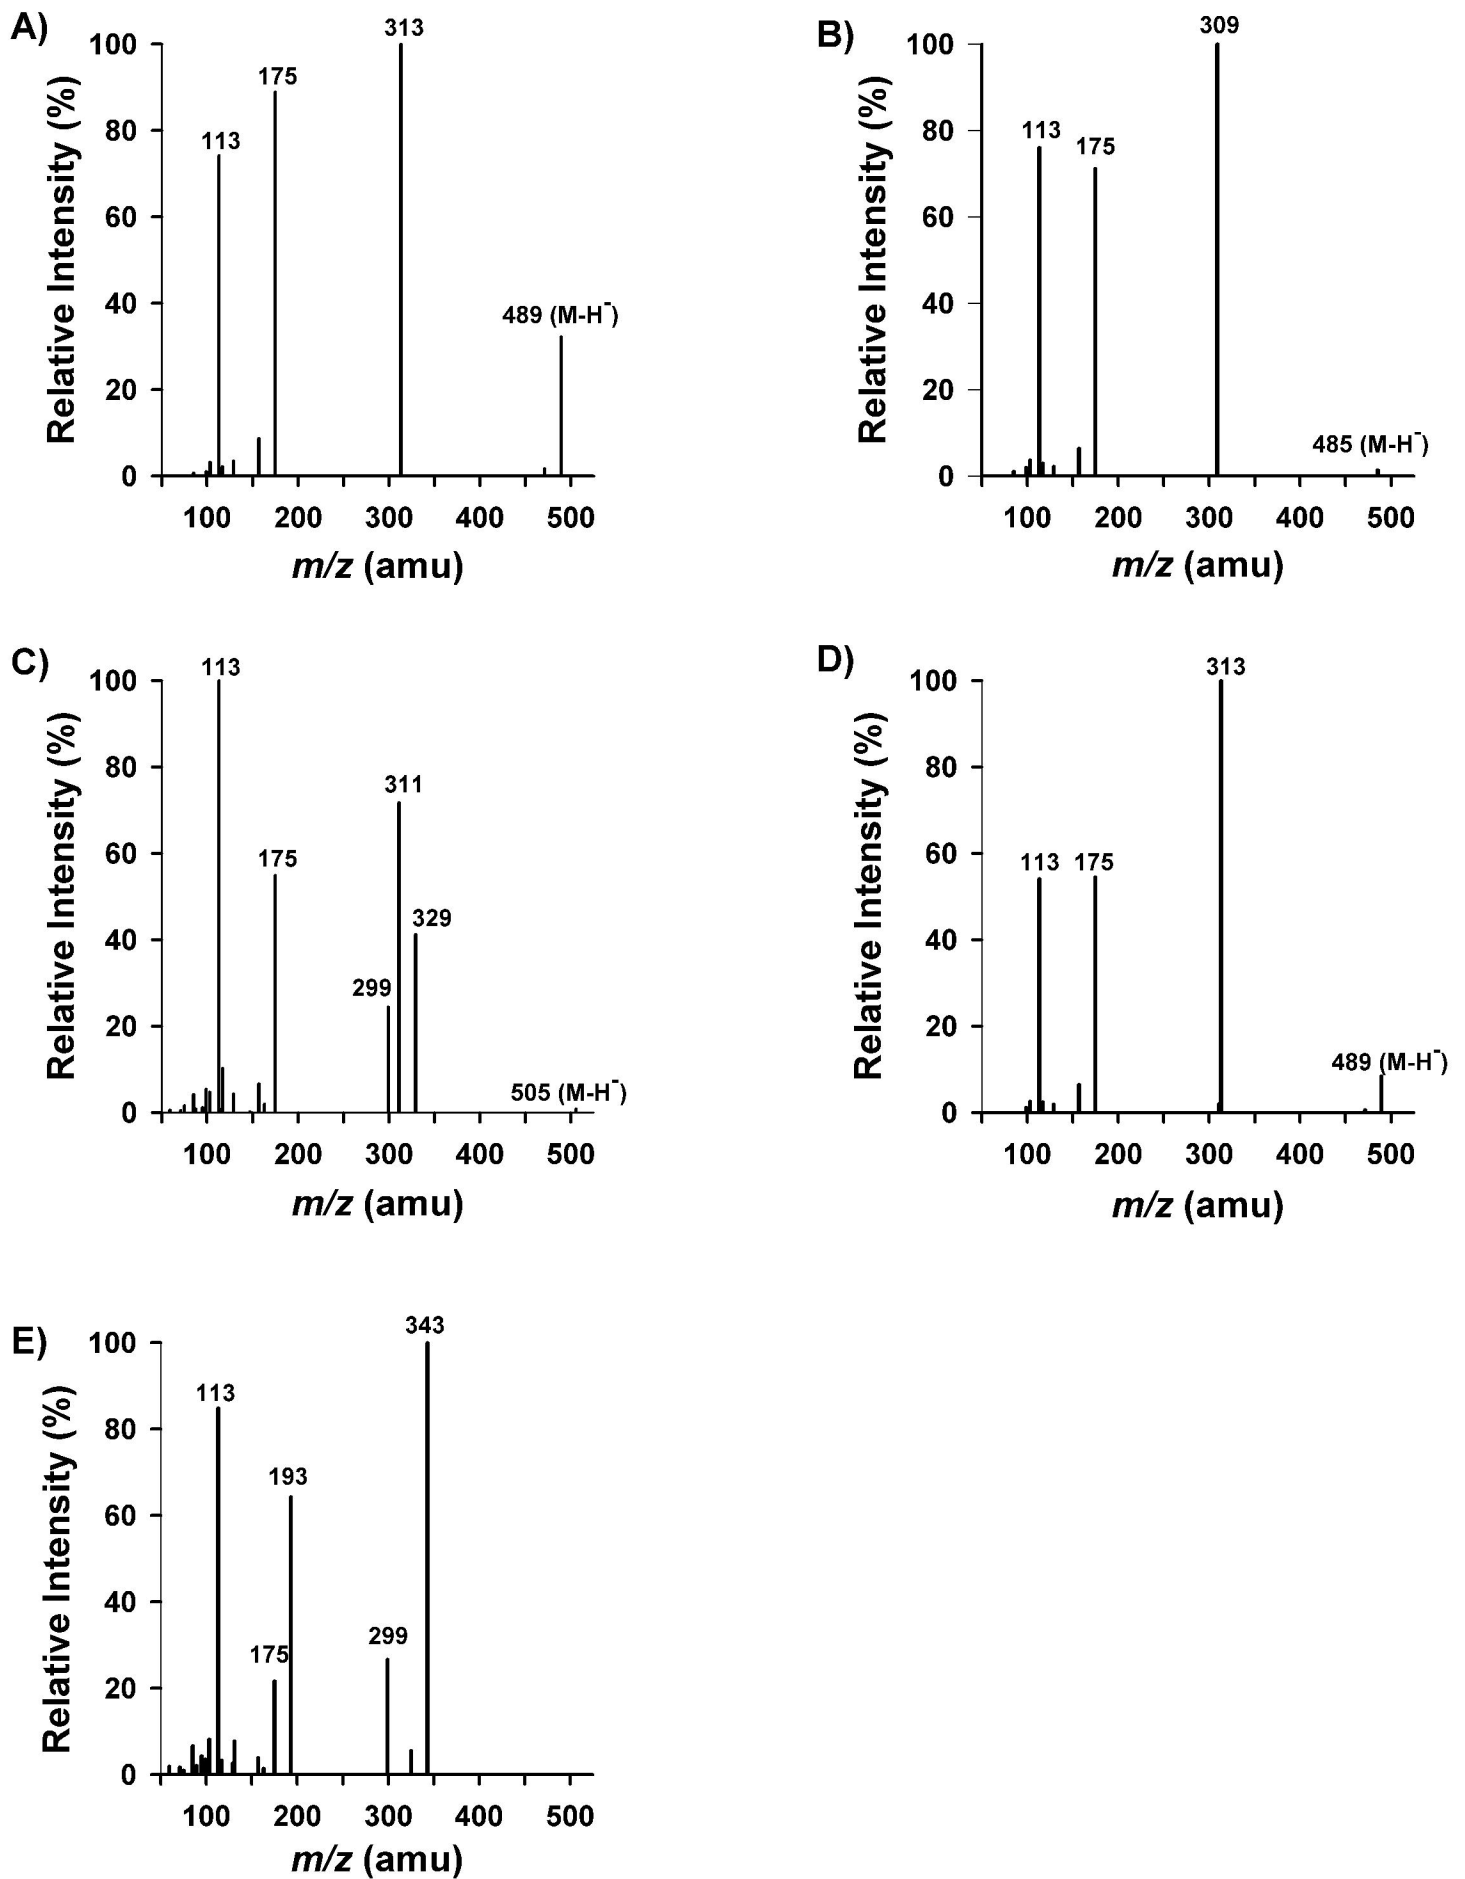 A)
Relative Intensity (%)
100
80
60
40
20
0
313
175
113
489 (M-H⁻)
100 200 300 400 500
m/z (amu)
B)
Relative Intensity (%)
100
80
60
40
20
0
309
113
175
485 (M-H⁻)
100 200 300 400 500
m/z (amu)
C)
Relative Intensity (%)
100
80
60
40
20
0
113
311
175
329
299
505 (M-H⁻)
100 200 300 400 500
m/z (amu)
D)
Relative Intensity (%)
100
80
60
40
20
0
313
113 175
489 (M-H⁻)
100 200 300 400 500
m/z (amu)
E)
Relative Intensity (%)
100
80
60
40
20
0
343
113
193
175
299
100 200 300 400 500
m/z (amu)